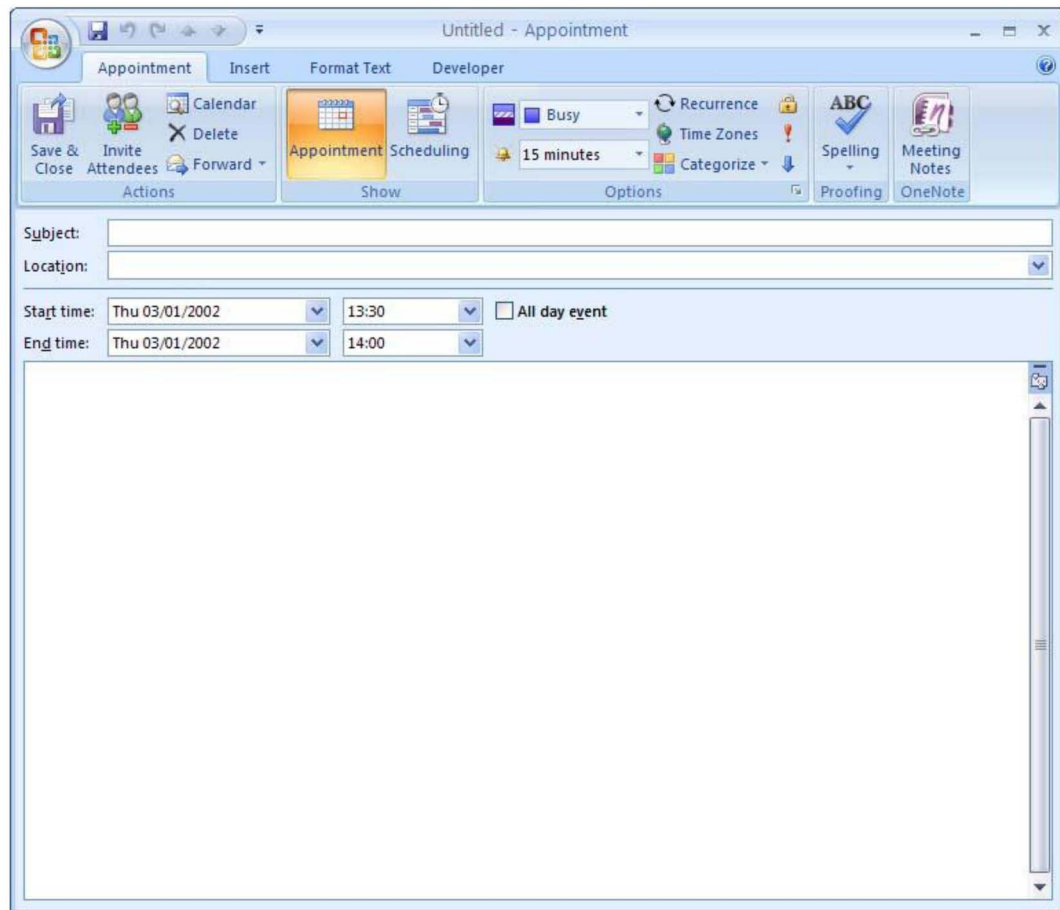 Untitled - Appointment
Appointment Insert Format Text Developer
Save & Close Invite Attendees Calendar Delete Forward
Actions
Appointment Scheduling
Show
Busy Recurrence
Time Zones
15 minutes Categorize
Options
ABC Spelling
Proofing
Meeting Notes
OneNote
Subject:
Location:
Start time: Thu 03/01/2002 13:30 All day event
End time: Thu 03/01/2002 14:00